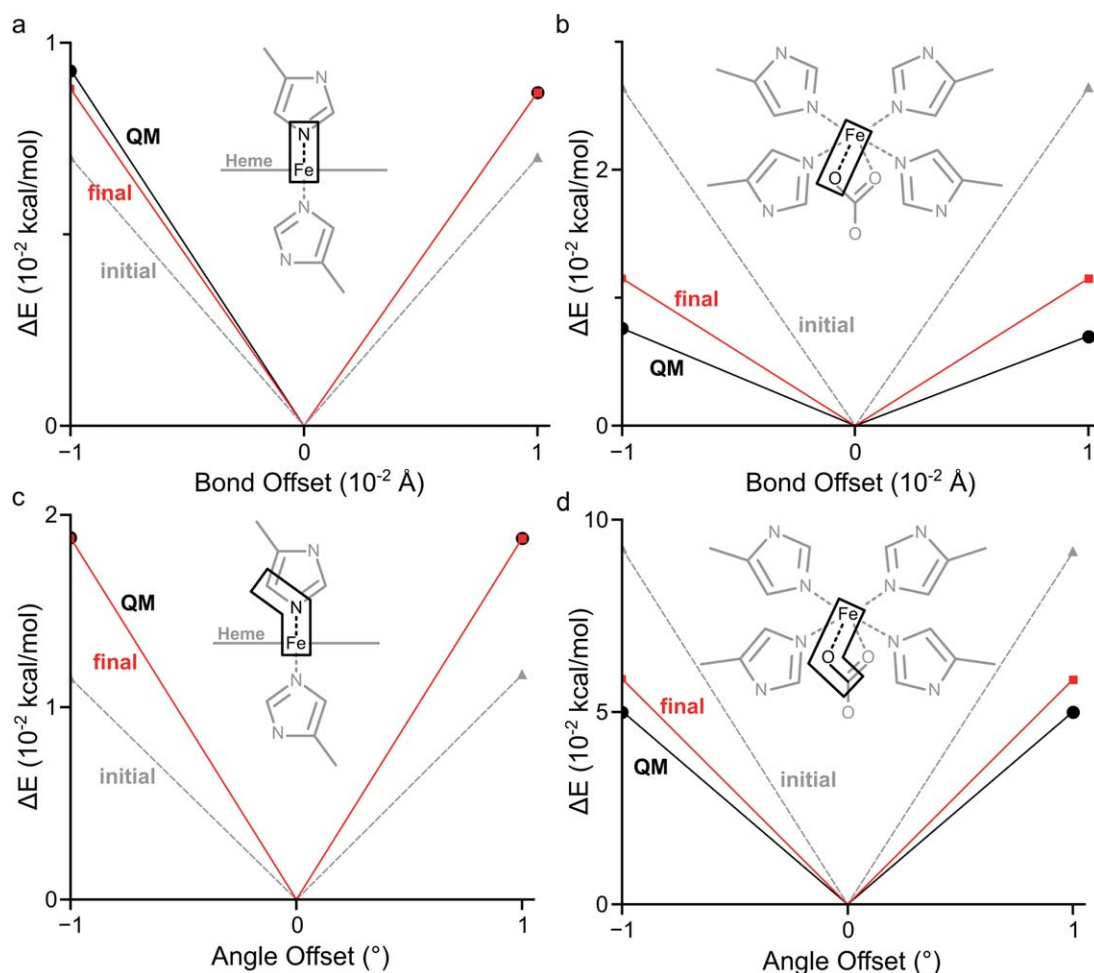 a
1
ΔE (10⁻² kcal/mol)
0
QM
final
initial
N
N
Heme
Fe
N
N
−1
0
1
Bond Offset (10⁻² Å)
b
2
ΔE (10⁻² kcal/mol)
0
final
QM
initial
N
N
N
N
Fe
N
N
O
O
N
N
O
−1
0
1
Bond Offset (10⁻² Å)
c
2
1
ΔE (10⁻² kcal/mol)
0
QM
final
initial
N
N
Heme
Fe
N
N
−1
0
1
Angle Offset (°)
d
10
5
ΔE (10⁻² kcal/mol)
0
final
QM
initial
N
N
N
N
Fe
N
N
O
O
N
N
O
−1
0
1
Angle Offset (°)